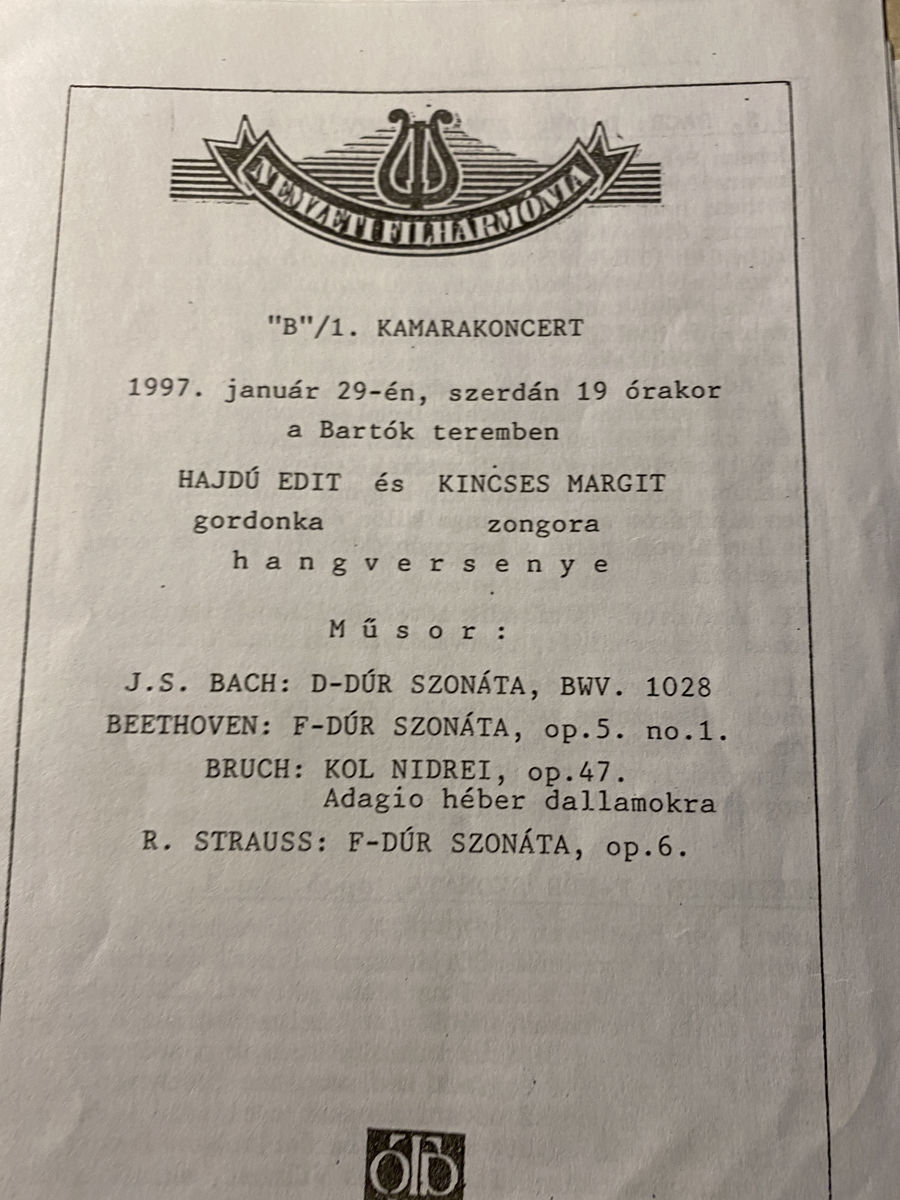 NEMZETI FILHARMÓNIA
"B"/1. KAMARAKONCERT
1997. január 29-én, szerdán 19 órakor
a Bartók teremben
HAJDÚ EDIT és KINCSES MARGIT
gordonka zongora
h a n g v e r s e n y e
M ű s o r :
J.S. BACH: D-DÚR SZONÁTA, BWV. 1028
BEETHOVEN: F-DÚR SZONÁTA, op.5. no.1.
BRUCH: KOL NIDREI, op.47.
Adagio héber dallamokra
R. STRAUSS: F-DÚR SZONÁTA, op.6.